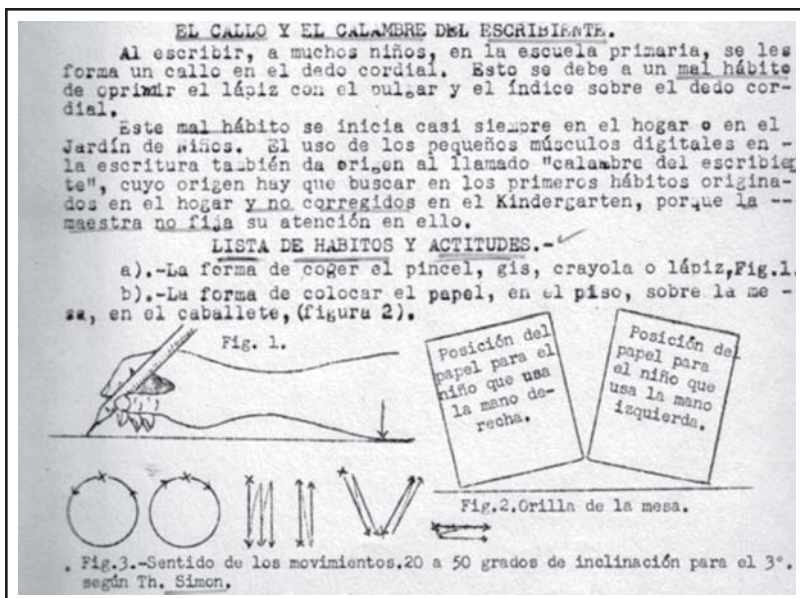 EL CALLO Y EL CALAMBRE DEL ESCRIBIENTE.
Al escribir, a muchos niños, en la escuela primaria, se les
forma un callo en el dedo cordial. Esto se debe a un mal hábito
de oprimir el lápiz con el pulgar y el índice sobre el dedo cor-
dial.
Este mal hábito se inicia casi siempre en el hogar o en el
Jardín de Niños. El uso de los pequeños músculos digitales en -
la escritura también da origen al llamado "calambre del escribien
te", cuyo origen hay que buscar en los primeros hábitos origina-
dos en el hogar y no corregidos en el Kindergarten, porque la --
maestra no fija su atención en ello.
LISTA DE HABITOS Y ACTITUDES.-
a).-La forma de coger el pincel, gis, crayola o lápiz,Fig.1.
b).-La forma de colocar el papel, en el piso, sobre la me -
sa, en el caballete,(figura 2).
Fig. 1.
Posición del
papel para el
niño que usa
la mano de-
recha.
Posición del
papel para
el niño que
usa la mano
izquierda.
Fig.2.Orilla de la mesa.
. Fig.3.-Sentido de los movimientos.20 a 50 grados de inclinación para el 3°.
según Th. Simon.